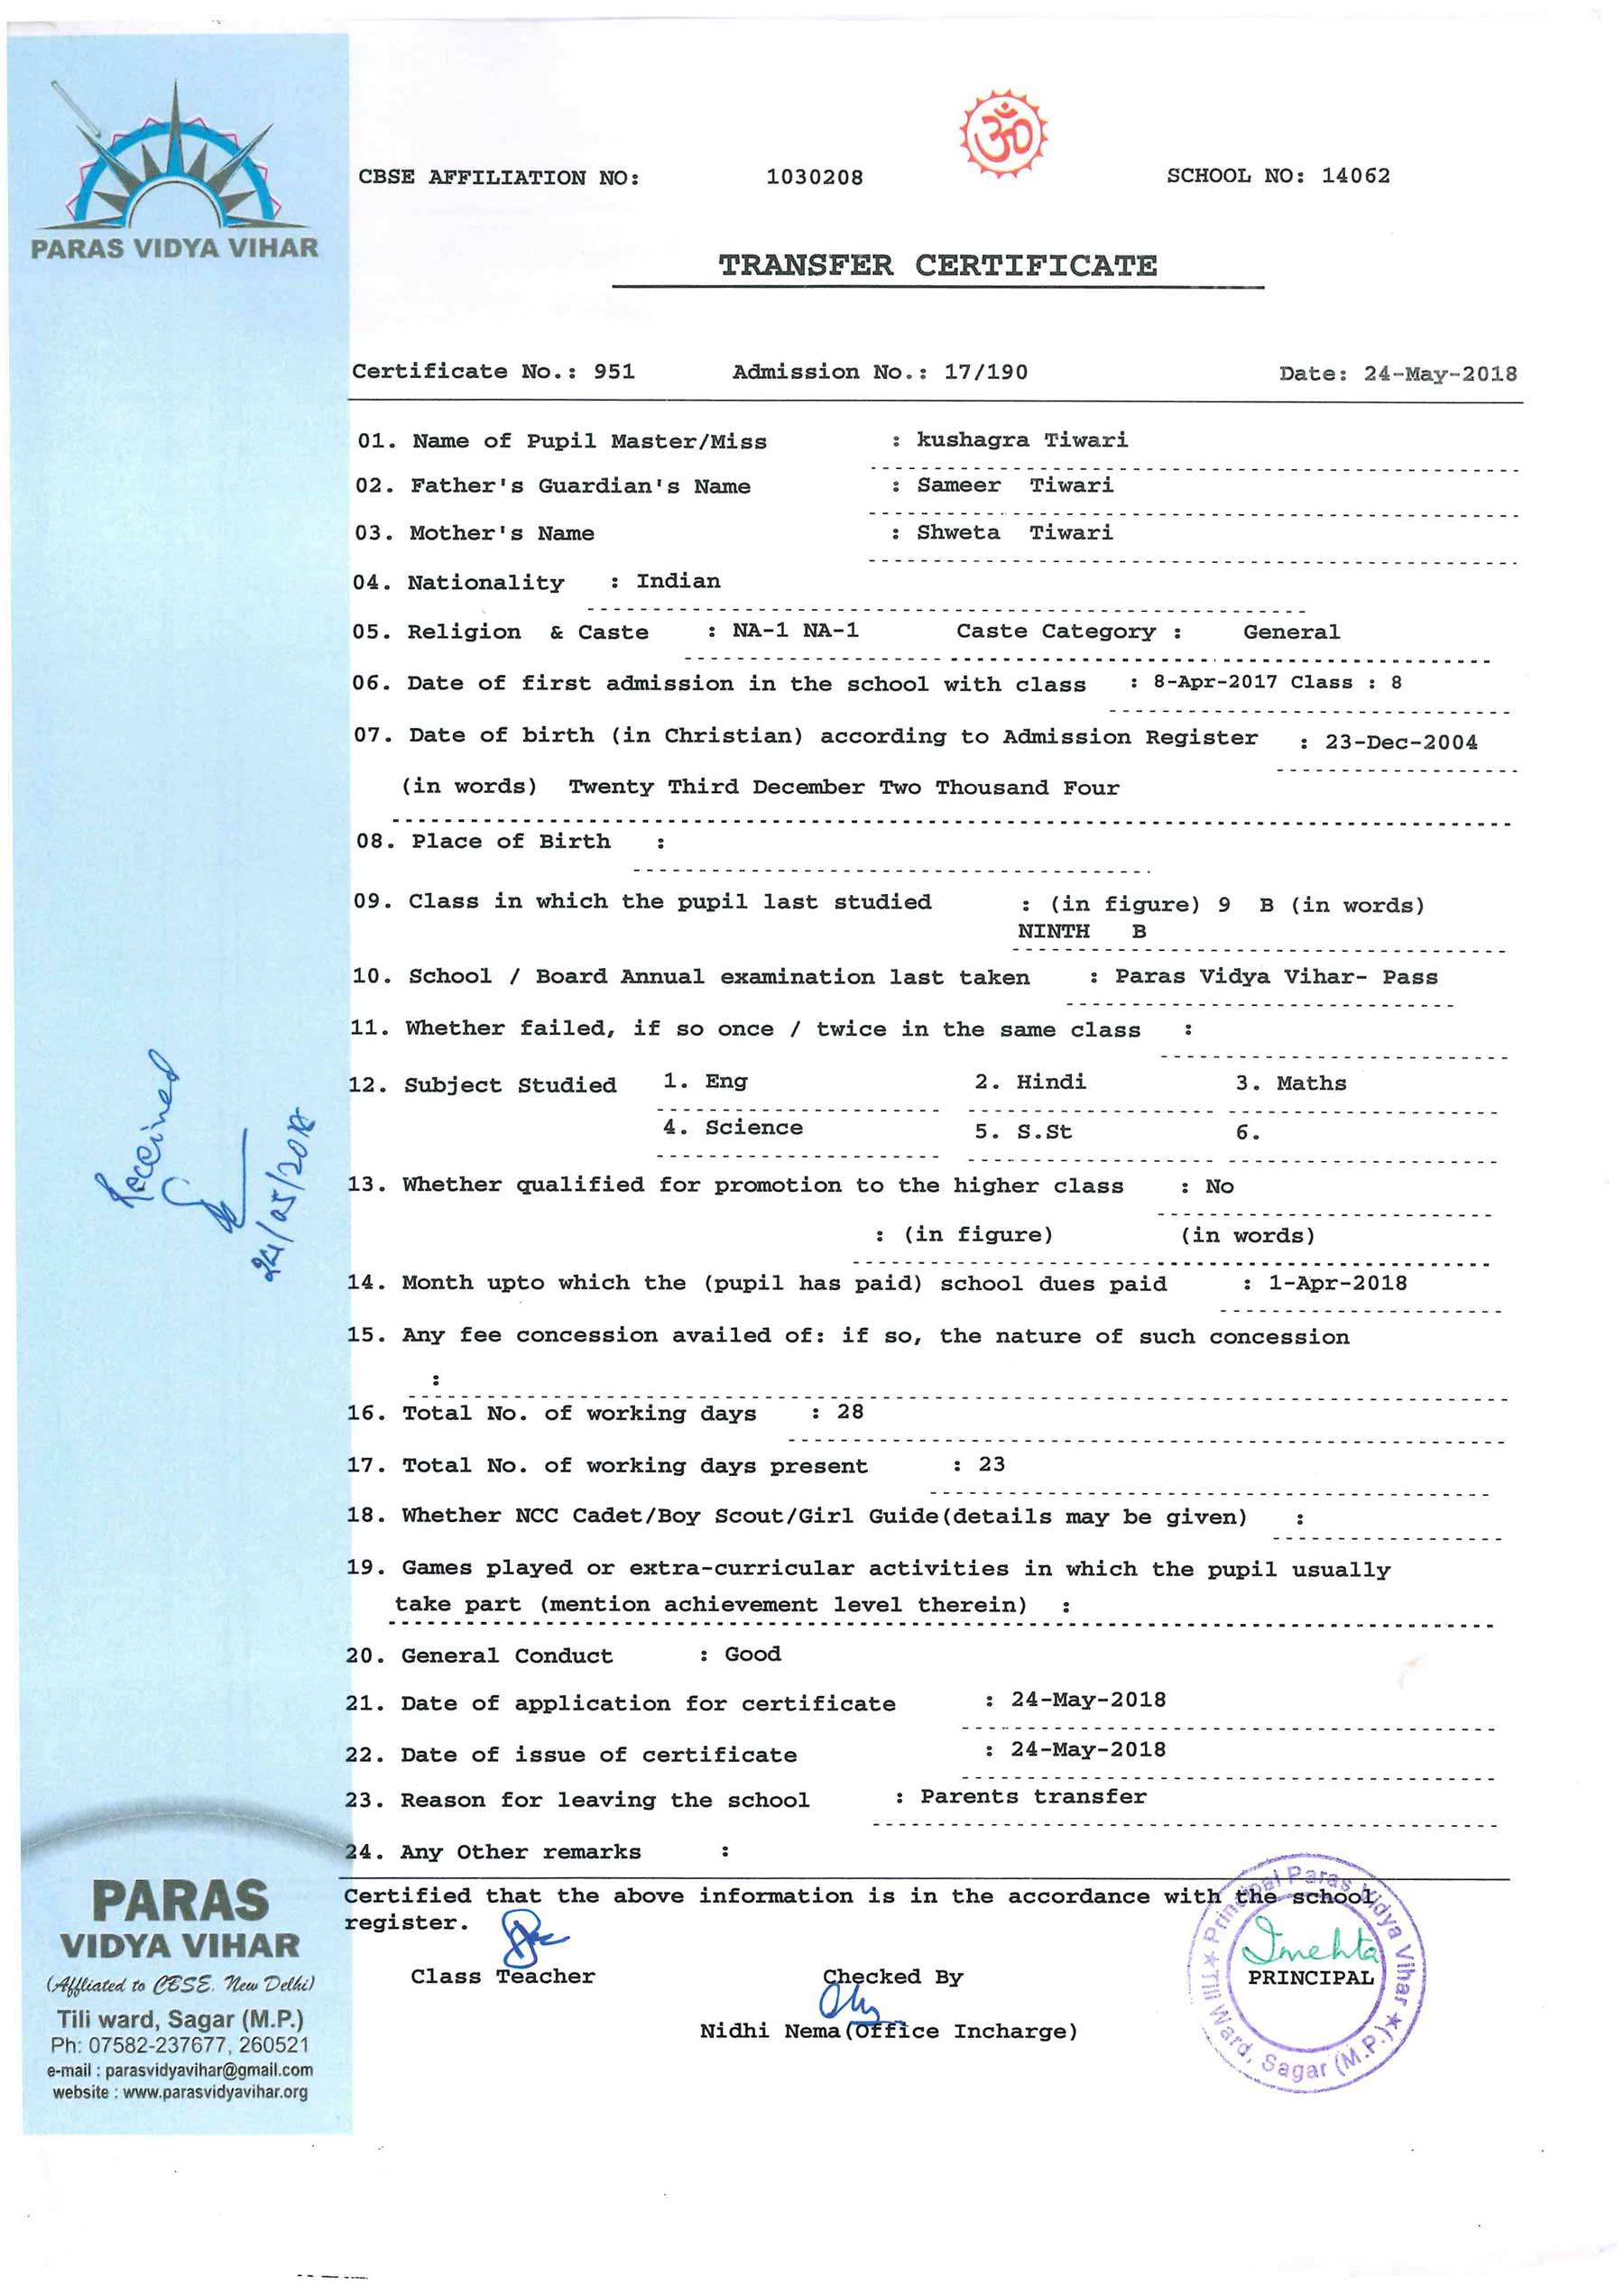 PARAS VIDYA VIHAR
ॐ
CBSE AFFILIATION NO: 1030208 SCHOOL NO: 14062
TRANSFER CERTIFICATE
Certificate No.: 951 Admission No.: 17/190 Date: 24-May-2018
01. Name of Pupil Master/Miss : kushagra Tiwari
02. Father's Guardian's Name : Sameer Tiwari
03. Mother's Name : Shweta Tiwari
04. Nationality : Indian
05. Religion & Caste : NA-1 NA-1 Caste Category : General
06. Date of first admission in the school with class : 8-Apr-2017 Class : 8
07. Date of birth (in Christian) according to Admission Register : 23-Dec-2004
(in words) Twenty Third December Two Thousand Four
08. Place of Birth :
09. Class in which the pupil last studied : (in figure) 9 B (in words)
NINTH B
10. School / Board Annual examination last taken : Paras Vidya Vihar- Pass
11. Whether failed, if so once / twice in the same class :
12. Subject Studied 1. Eng 2. Hindi 3. Maths
4. Science 5. S.St 6.
13. Whether qualified for promotion to the higher class : No
: (in figure) (in words)
14. Month upto which the (pupil has paid) school dues paid : 1-Apr-2018
15. Any fee concession availed of: if so, the nature of such concession
:
16. Total No. of working days : 28
17. Total No. of working days present : 23
18. Whether NCC Cadet/Boy Scout/Girl Guide(details may be given) :
19. Games played or extra-curricular activities in which the pupil usually
take part (mention achievement level therein) :
20. General Conduct : Good
21. Date of application for certificate : 24-May-2018
22. Date of issue of certificate : 24-May-2018
23. Reason for leaving the school : Parents transfer
24. Any Other remarks :
Certified that the above information is in the accordance with the school
register.
Class Teacher Checked By PRINCIPAL
Nidhi Nema(Office Incharge)
Principal Paras Vidya Vihar
Tili Ward, Sagar (M.P.)
Received
24/05/2018
PARAS
VIDYA VIHAR
(Affliated to CBSE. New Delhi)
Tili ward, Sagar (M.P.)
Ph: 07582-237677, 260521
e-mail : parasvidyavihar@gmail.com
website : www.parasvidyavihar.org